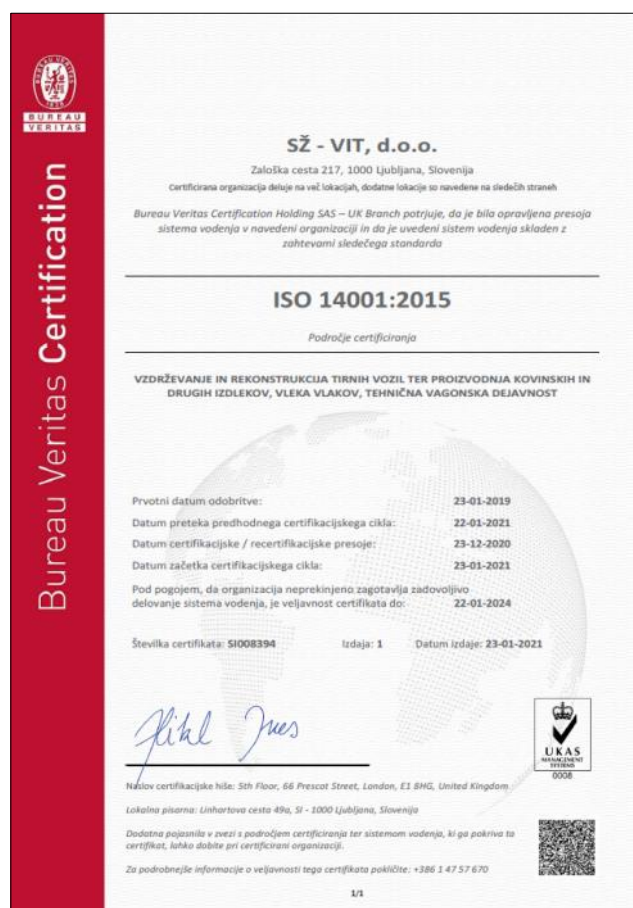 BUREAU
VERITAS
Bureau Veritas Certification
SŽ - VIT, d.o.o.
Zaloška cesta 217, 1000 Ljubljana, Slovenija
Certificirana organizacija deluje na več lokacijah, dodatne lokacije so navedene na sledečih straneh
Bureau Veritas Certification Holding SAS – UK Branch potrjuje, da je bila opravljena presoja
sistema vodenja v navedeni organizaciji in da je uvedeni sistem vodenja skladen z
zahtevami sledečega standarda
ISO 14001:2015
Področje certificiranja
VZDRŽEVANJE IN REKONSTRUKCIJA TIRNIH VOZIL TER PROIZVODNJA KOVINSKIH IN
DRUGIH IZDELKOV, VLEKA VLAKOV, TEHNIČNA VAGONSKA DEJAVNOST
Prvotni datum odobritve: 23-01-2019
Datum preteka predhodnega certifikacijskega cikla: 22-01-2021
Datum certifikacijske / recertifikacijske presoje: 23-12-2020
Datum začetka certifikacijskega cikla: 23-01-2021
Pod pogojem, da organizacija neprekinjeno zagotavlja zadovoljivo
delovanje sistema vodenja, je veljavnost certifikata do: 22-01-2024
Številka certifikata: SI008394 Izdaja: 1 Datum izdaje: 23-01-2021
UKAS
MANAGEMENT
SYSTEMS
0008
Naslov certifikacijske hiše: 5th Floor, 66 Prescot Street, London, E1 8HG, United Kingdom
Lokalna pisarna: Linhartova cesta 49a, SI - 1000 Ljubljana, Slovenija
Dodatna pojasnila v zvezi s področjem certificiranja ter sistemom vodenja, ki ga pokriva ta
certifikat, lahko dobite pri certificirani organizaciji.
Za podrobnejše informacije o veljavnosti tega certifikata pokličite: +386 1 47 57 670
1/1